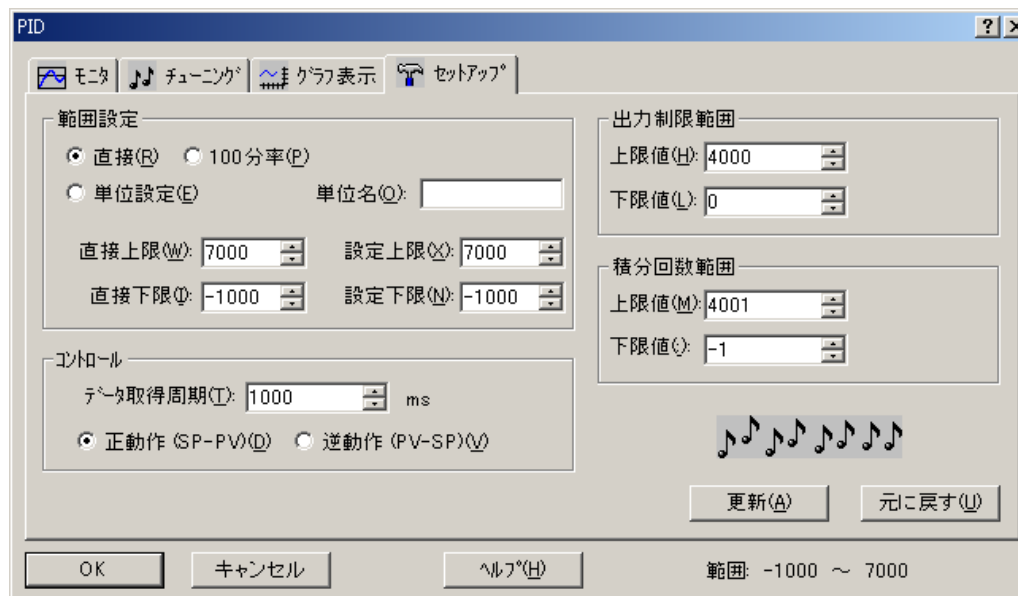 PID
モニタ チューニング グラフ表示 セットアップ
範囲設定
直接(R) 100分率(P)
単位設定(E) 単位名(O):
直接上限(W): 7000 設定上限(X): 7000
直接下限(I): -1000 設定下限(N): -1000
コントロール
データ取得周期(T): 1000 ms
正動作 (SP-PV)(D) 逆動作 (PV-SP)(V)
出力制限範囲
上限値(H): 4000
下限値(L): 0
積分回数範囲
上限値(M): 4001
下限値(): -1
更新(A) 元に戻す(U)
OK キャンセル ヘルプ(H) 範囲: -1000 ～ 7000